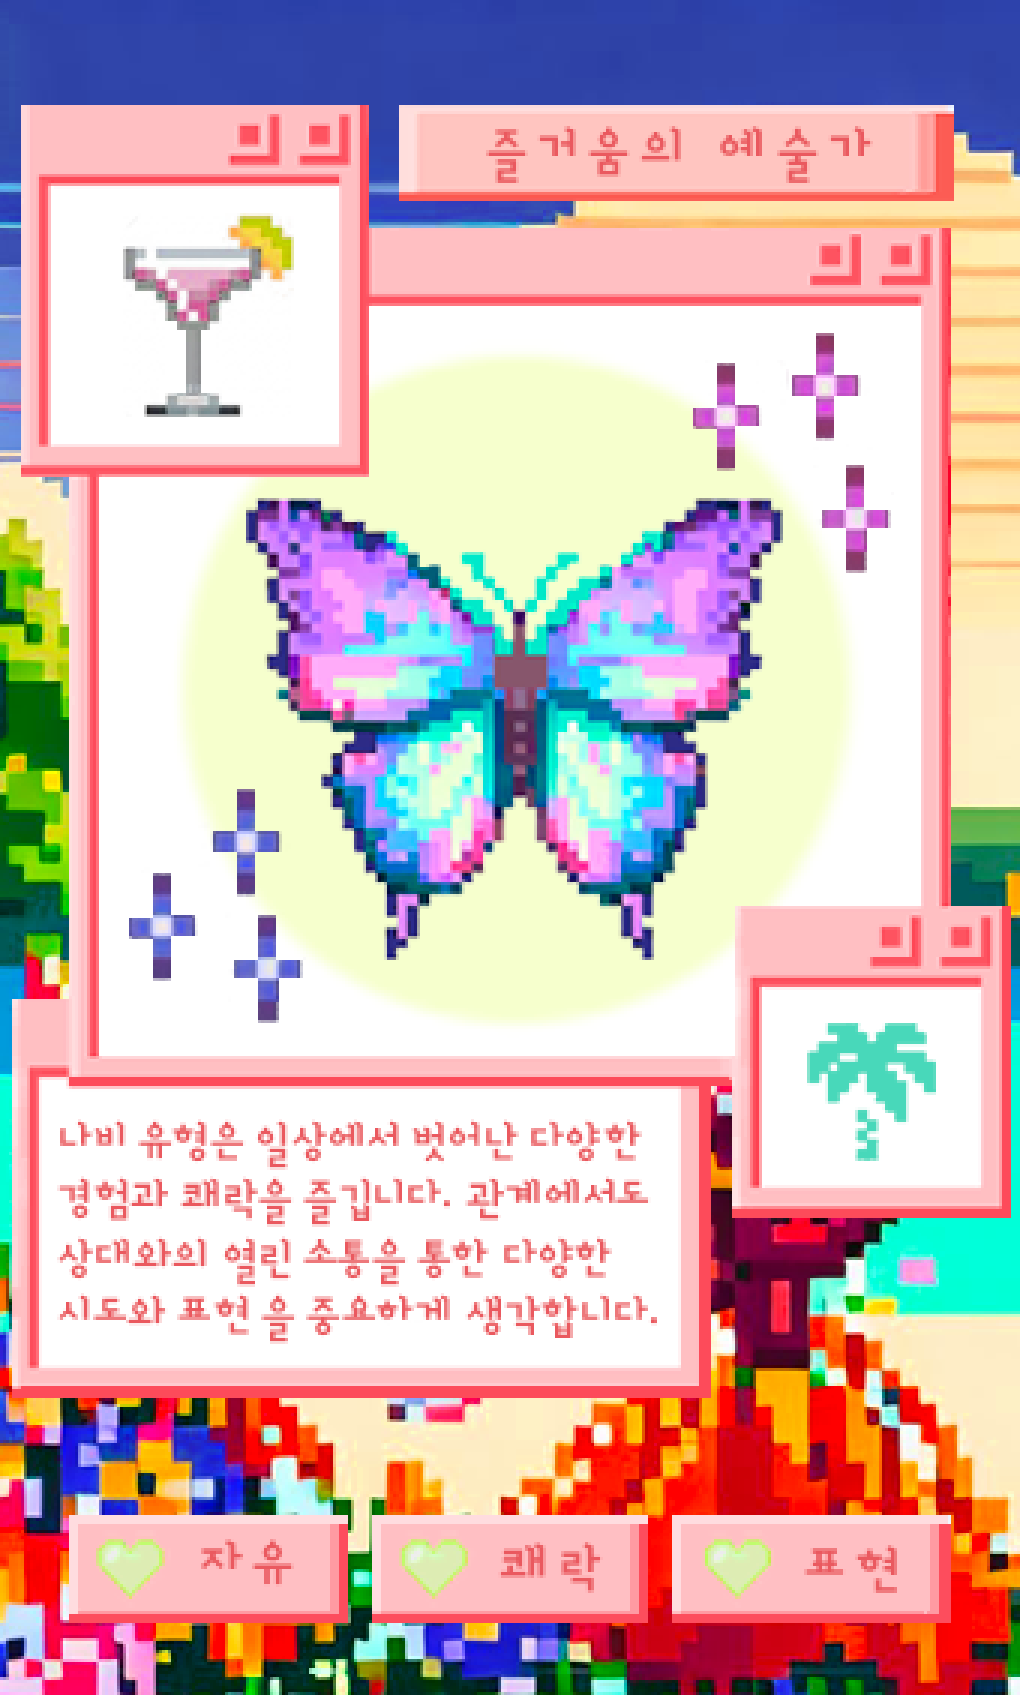 즐거움의 예술가
나비 유형은 일상에서 벗어난 다양한
경험과 쾌락을 즐깁니다. 관계에서도
상대와의 열린 소통을 통한 다양한
시도와 표현을 중요하게 생각합니다.
자유
쾌락
표현